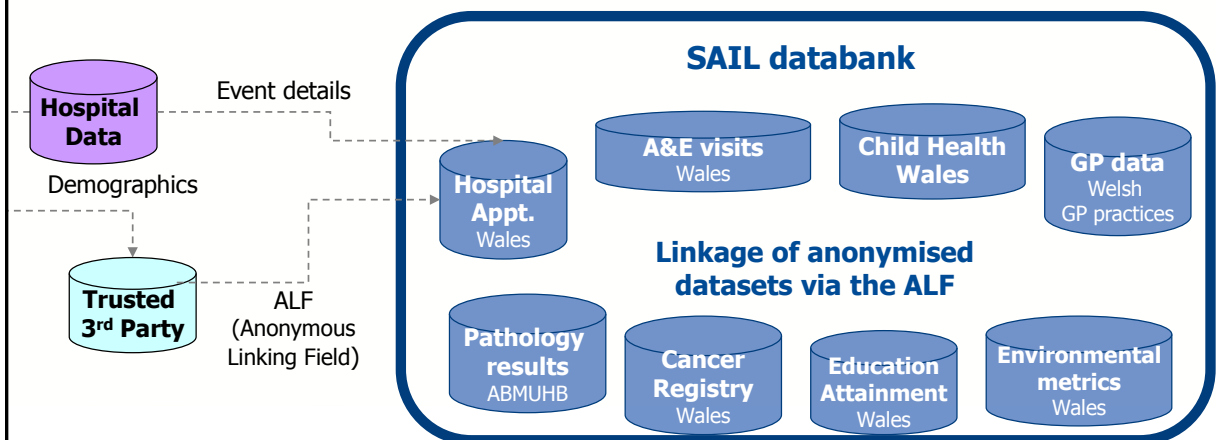 SAIL databank
Hospital
Data
Event details
Demographics
Trusted
3rd Party
ALF
(Anonymous
Linking Field)
Hospital
Appt.
Wales
A&E visits
Wales
Child Health
Wales
GP data
Welsh
GP practices
Linkage of anonymised
datasets via the ALF
Pathology
results
ABMUHB
Cancer
Registry
Wales
Education
Attainment
Wales
Environmental
metrics
Wales